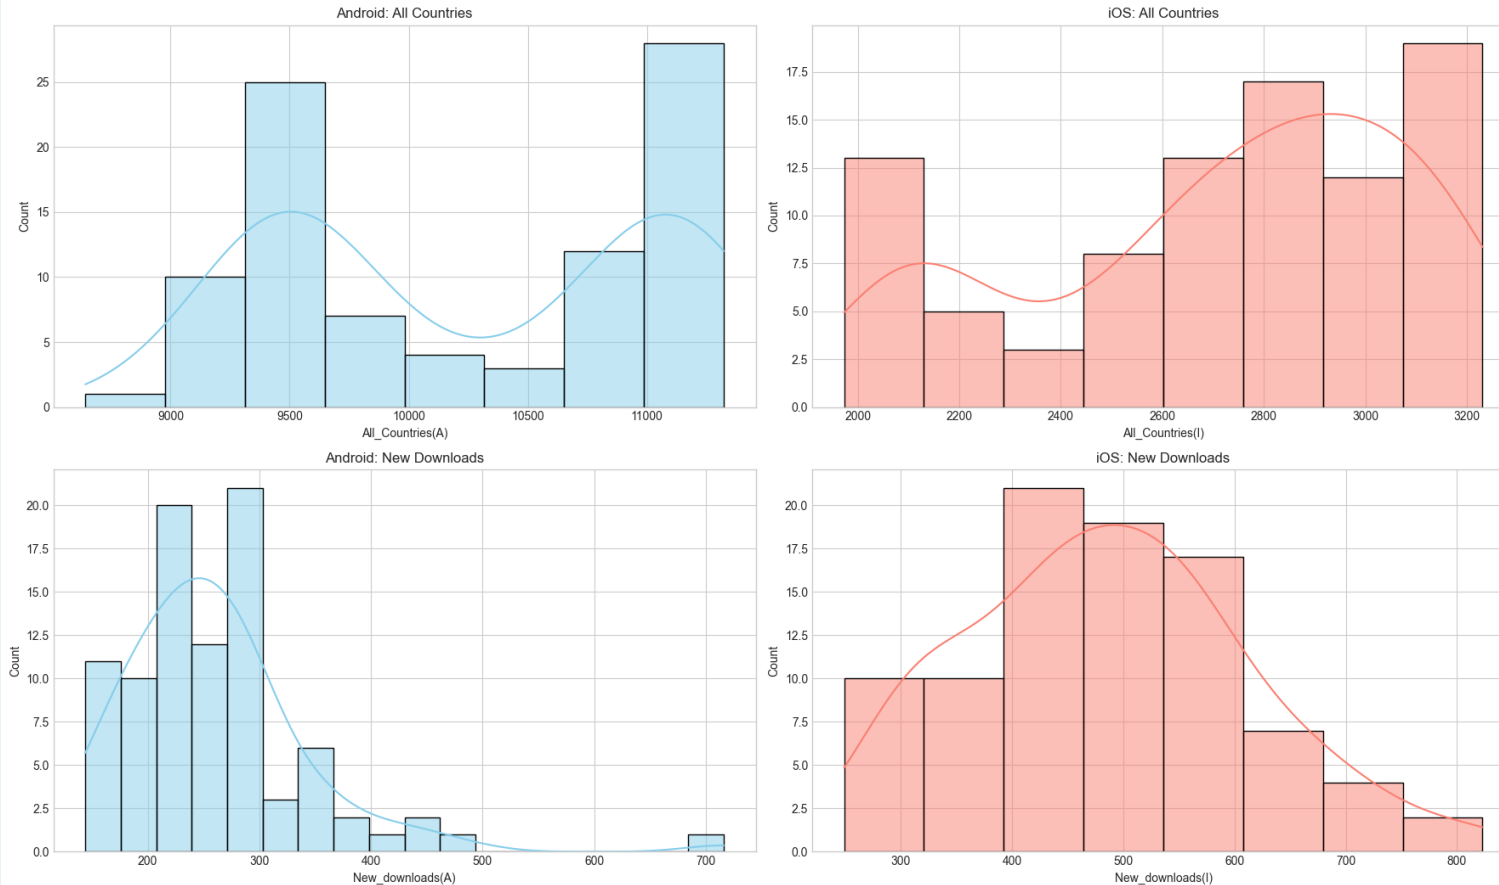 Android: All Countries
25
20
15
10
5
0
Count
9000 9500 10000 10500 11000
All_Countries(A)
iOS: All Countries
17.5
15.0
12.5
10.0
7.5
5.0
2.5
0.0
Count
2000 2200 2400 2600 2800 3000 3200
All_Countries(I)
Android: New Downloads
20.0
17.5
15.0
12.5
10.0
7.5
5.0
2.5
0.0
Count
200 300 400 500 600 700
New_downloads(A)
iOS: New Downloads
20.0
17.5
15.0
12.5
10.0
7.5
5.0
2.5
0.0
Count
300 400 500 600 700 800
New_downloads(I)